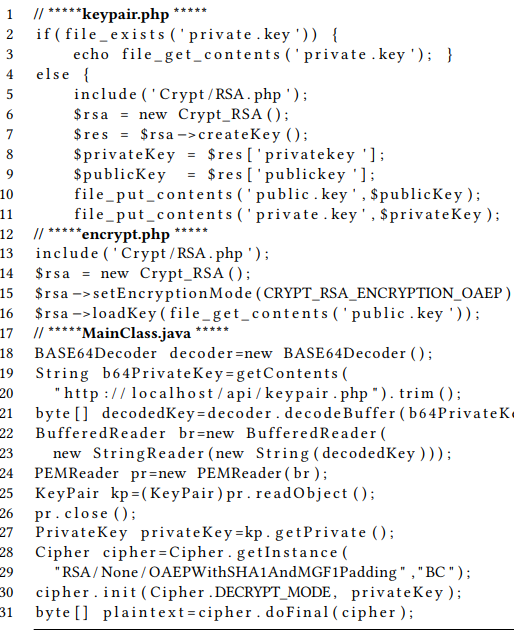 1 // *****keypair.php *****
2 if(file_exists('private.key')) {
3 echo file_get_contents('private.key'); }
4 else {
5 include('Crypt/RSA.php');
6 $rsa = new Crypt_RSA();
7 $res = $rsa->createKey();
8 $privateKey = $res['privatekey'];
9 $publicKey = $res['publickey'];
10 file_put_contents('public.key',$publicKey);
11 file_put_contents('private.key',$privateKey);
12 // *****encrypt.php *****
13 include('Crypt/RSA.php');
14 $rsa = new Crypt_RSA();
15 $rsa->setEncryptionMode(CRYPT_RSA_ENCRYPTION_OAEP)
16 $rsa->loadKey(file_get_contents('public.key'));
17 // *****MainClass.java *****
18 BASE64Decoder decoder=new BASE64Decoder();
19 String b64PrivateKey=getContents(
20 "http://localhost/api/keypair.php").trim();
21 byte[] decodedKey=decoder.decodeBuffer(b64PrivateKe
22 BufferedReader br=new BufferedReader(
23 new StringReader(new String(decodedKey)));
24 PEMReader pr=new PEMReader(br);
25 KeyPair kp=(KeyPair)pr.readObject();
26 pr.close();
27 PrivateKey privateKey=kp.getPrivate();
28 Cipher cipher=Cipher.getInstance(
29 "RSA/None/OAEPWithSHA1AndMGF1Padding","BC");
30 cipher.init(Cipher.DECRYPT_MODE, privateKey);
31 byte[] plaintext=cipher.doFinal(cipher);